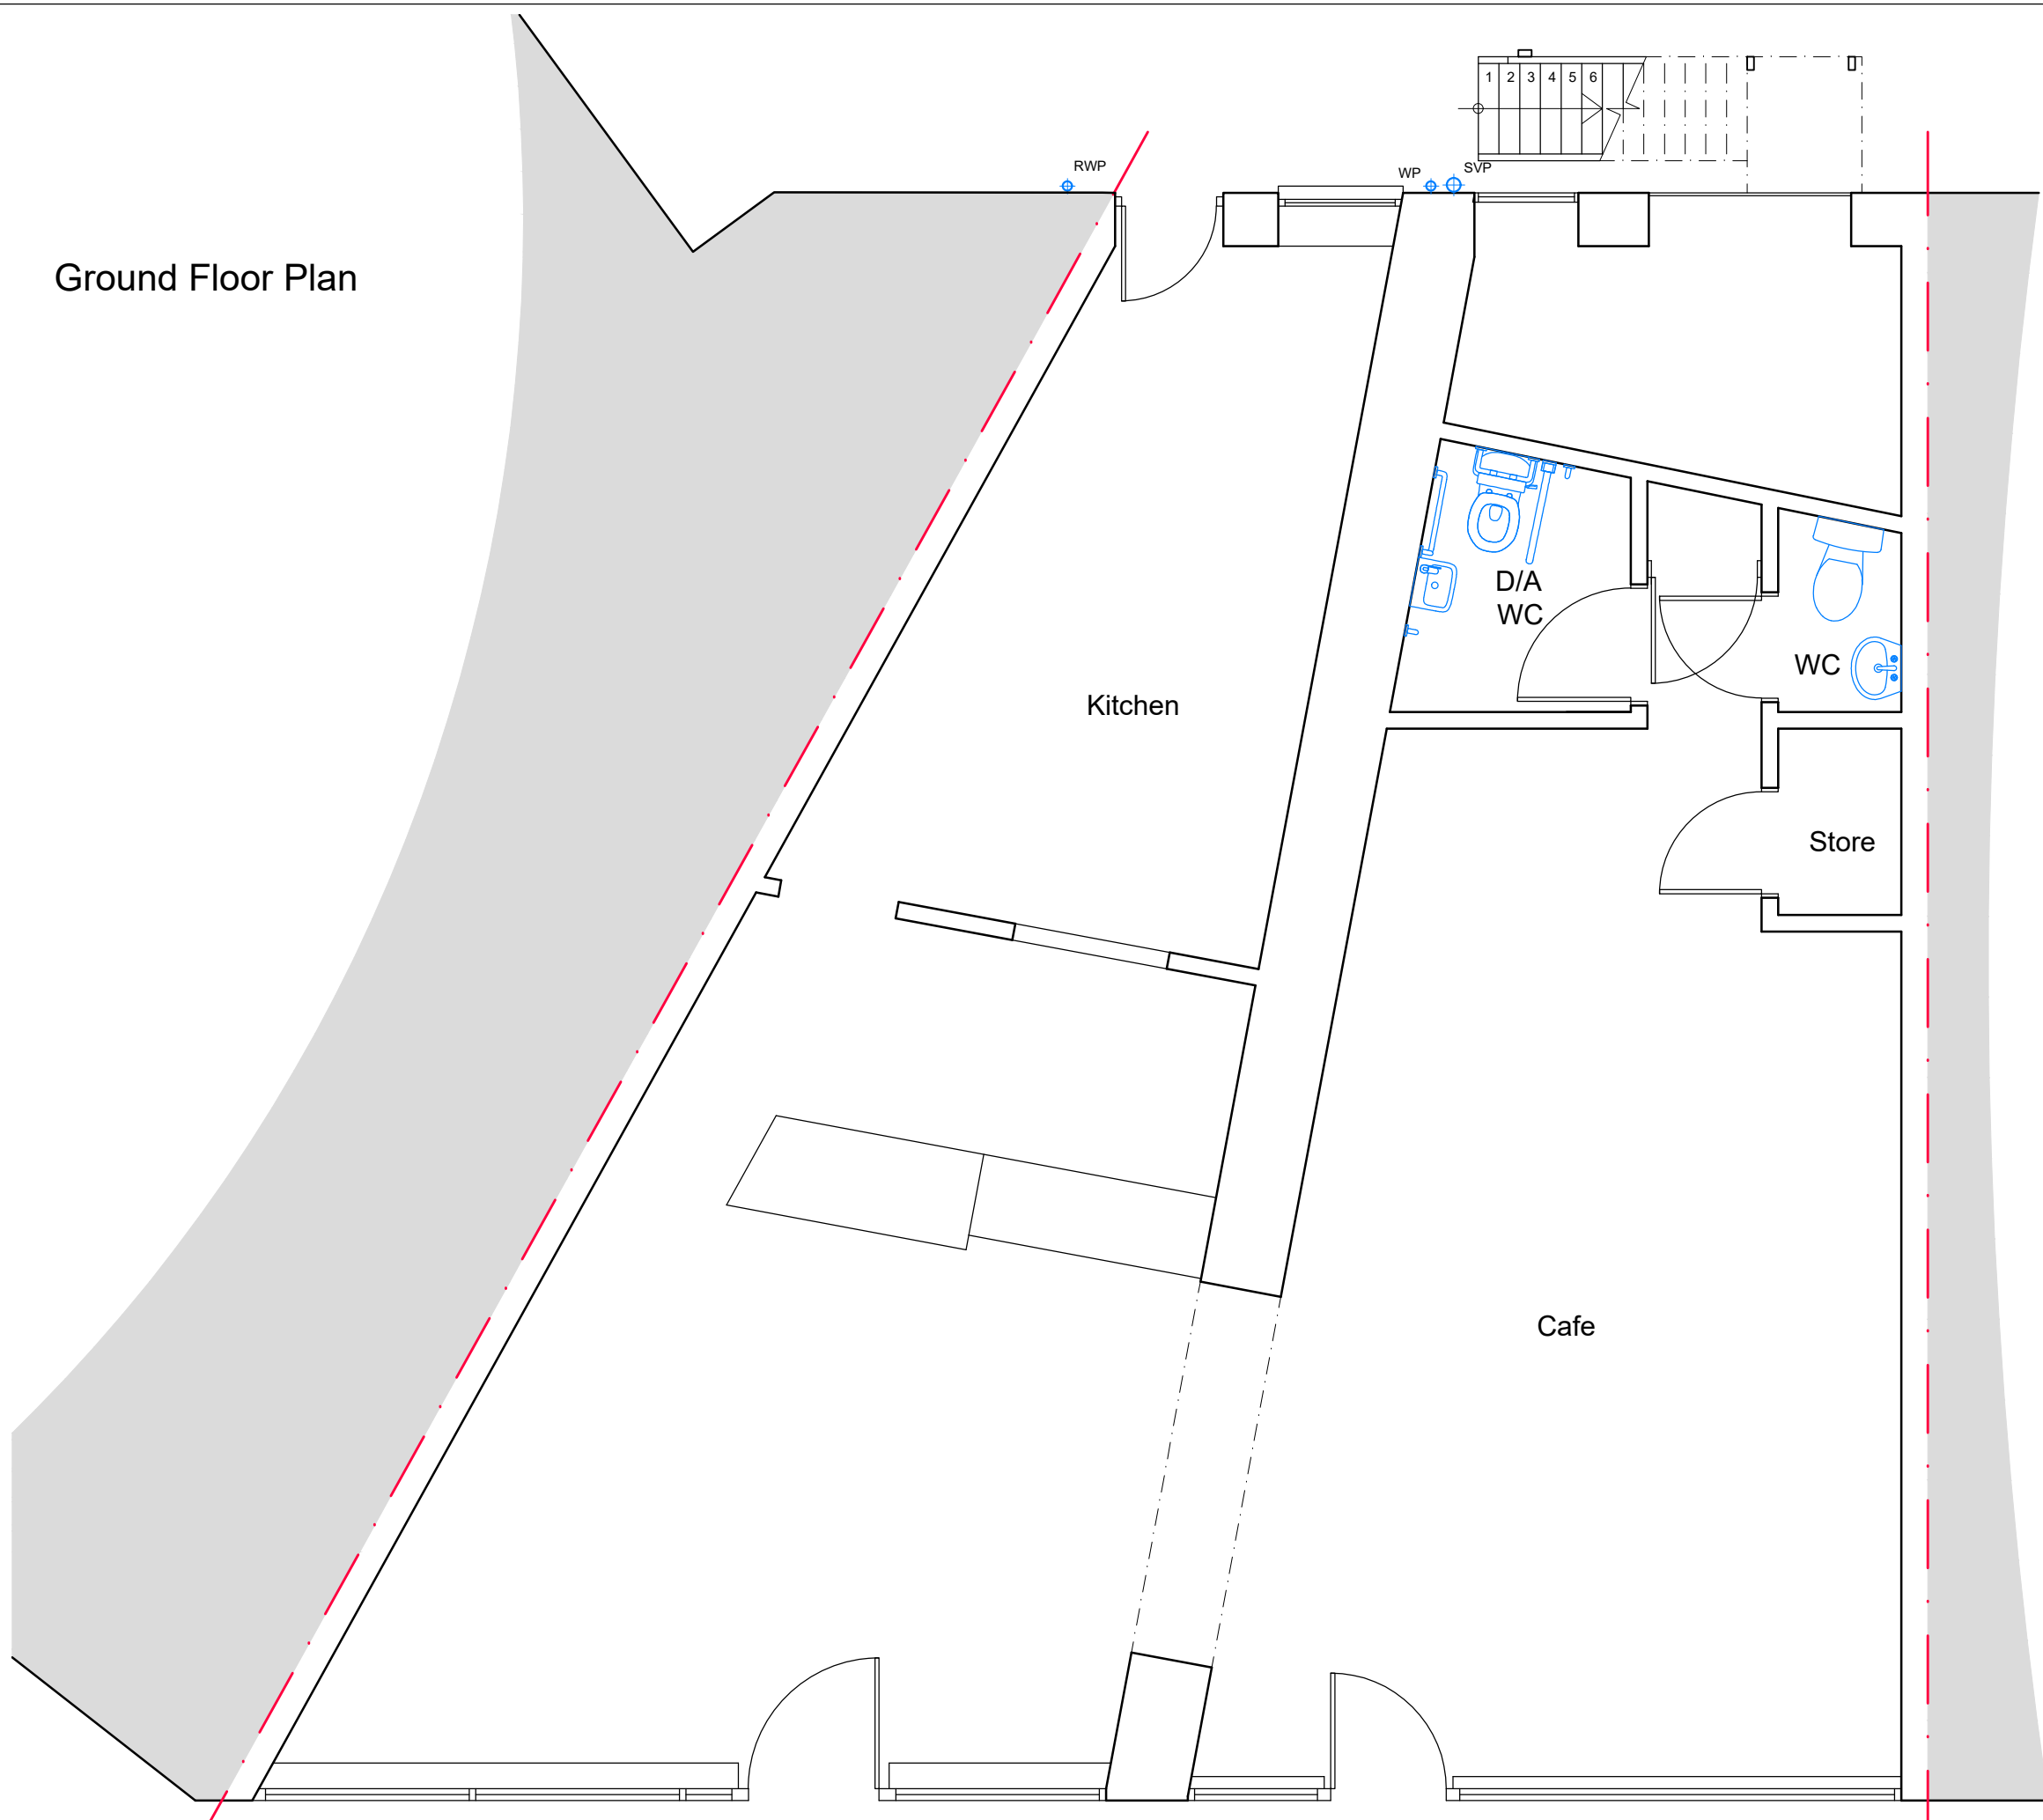 1 2 3 4 5 6
RWP
WP
SVP
Ground Floor Plan
D/A
WC
WC
Kitchen
Store
Cafe